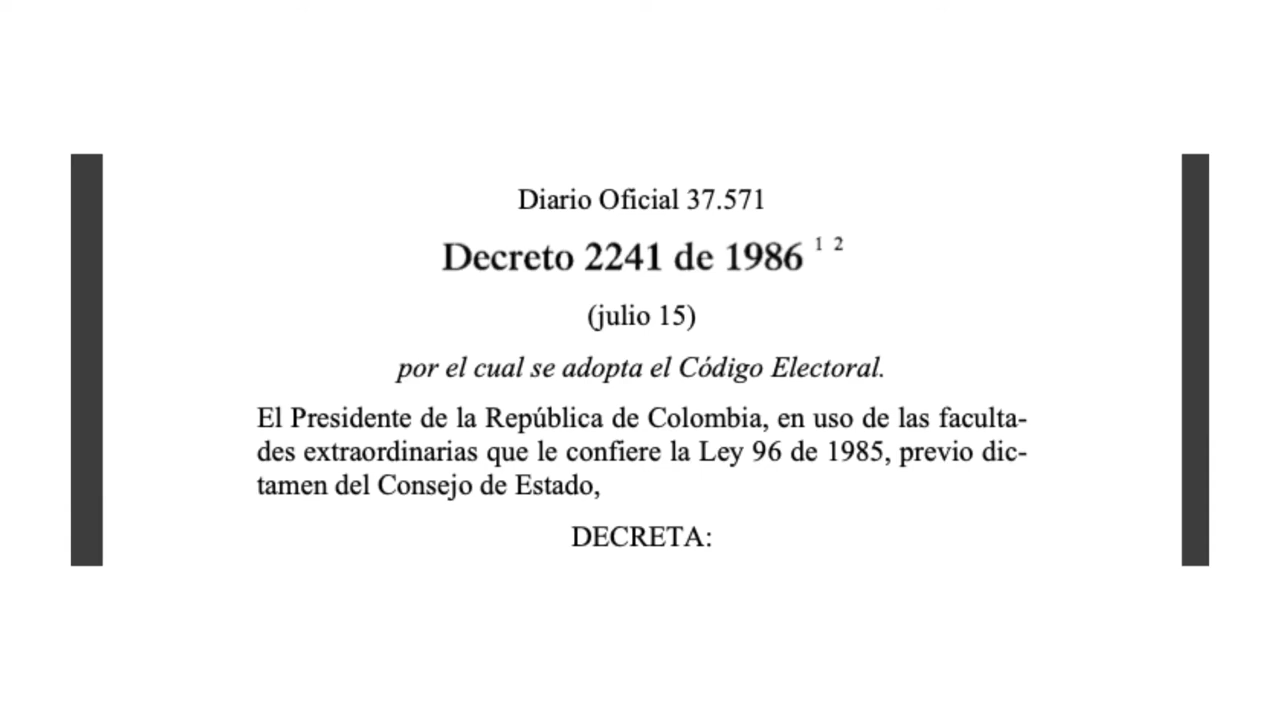 Diario Oficial 37.571
Decreto 2241 de 1986 1 2
(julio 15)
por el cual se adopta el Código Electoral.
El Presidente de la República de Colombia, en uso de las faculta-
des extraordinarias que le confiere la Ley 96 de 1985, previo dic-
tamen del Consejo de Estado,
DECRETA: